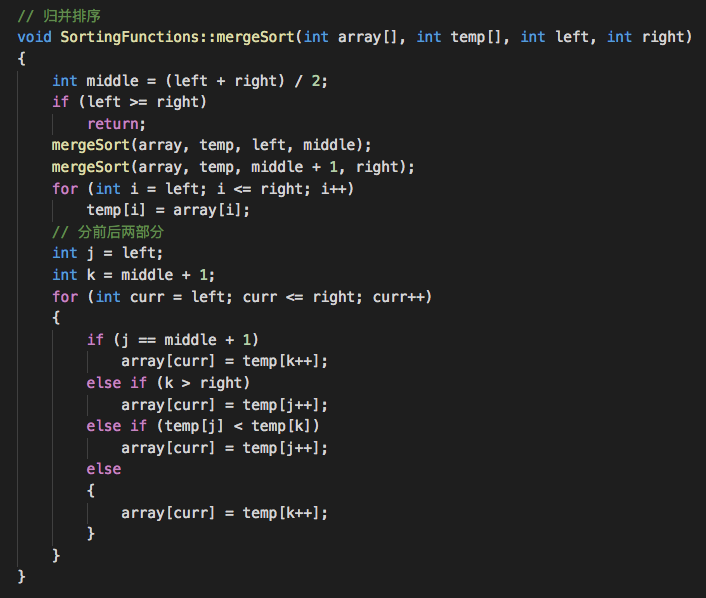 // 归并排序
void SortingFunctions::mergeSort(int array[], int temp[], int left, int right)
{
    int middle = (left + right) / 2;
    if (left >= right)
        return;
    mergeSort(array, temp, left, middle);
    mergeSort(array, temp, middle + 1, right);
    for (int i = left; i <= right; i++)
        temp[i] = array[i];
    // 分前后两部分
    int j = left;
    int k = middle + 1;
    for (int curr = left; curr <= right; curr++)
    {
        if (j == middle + 1)
            array[curr] = temp[k++];
        else if (k > right)
            array[curr] = temp[j++];
        else if (temp[j] < temp[k])
            array[curr] = temp[j++];
        else
        {
            array[curr] = temp[k++];
        }
    }
}